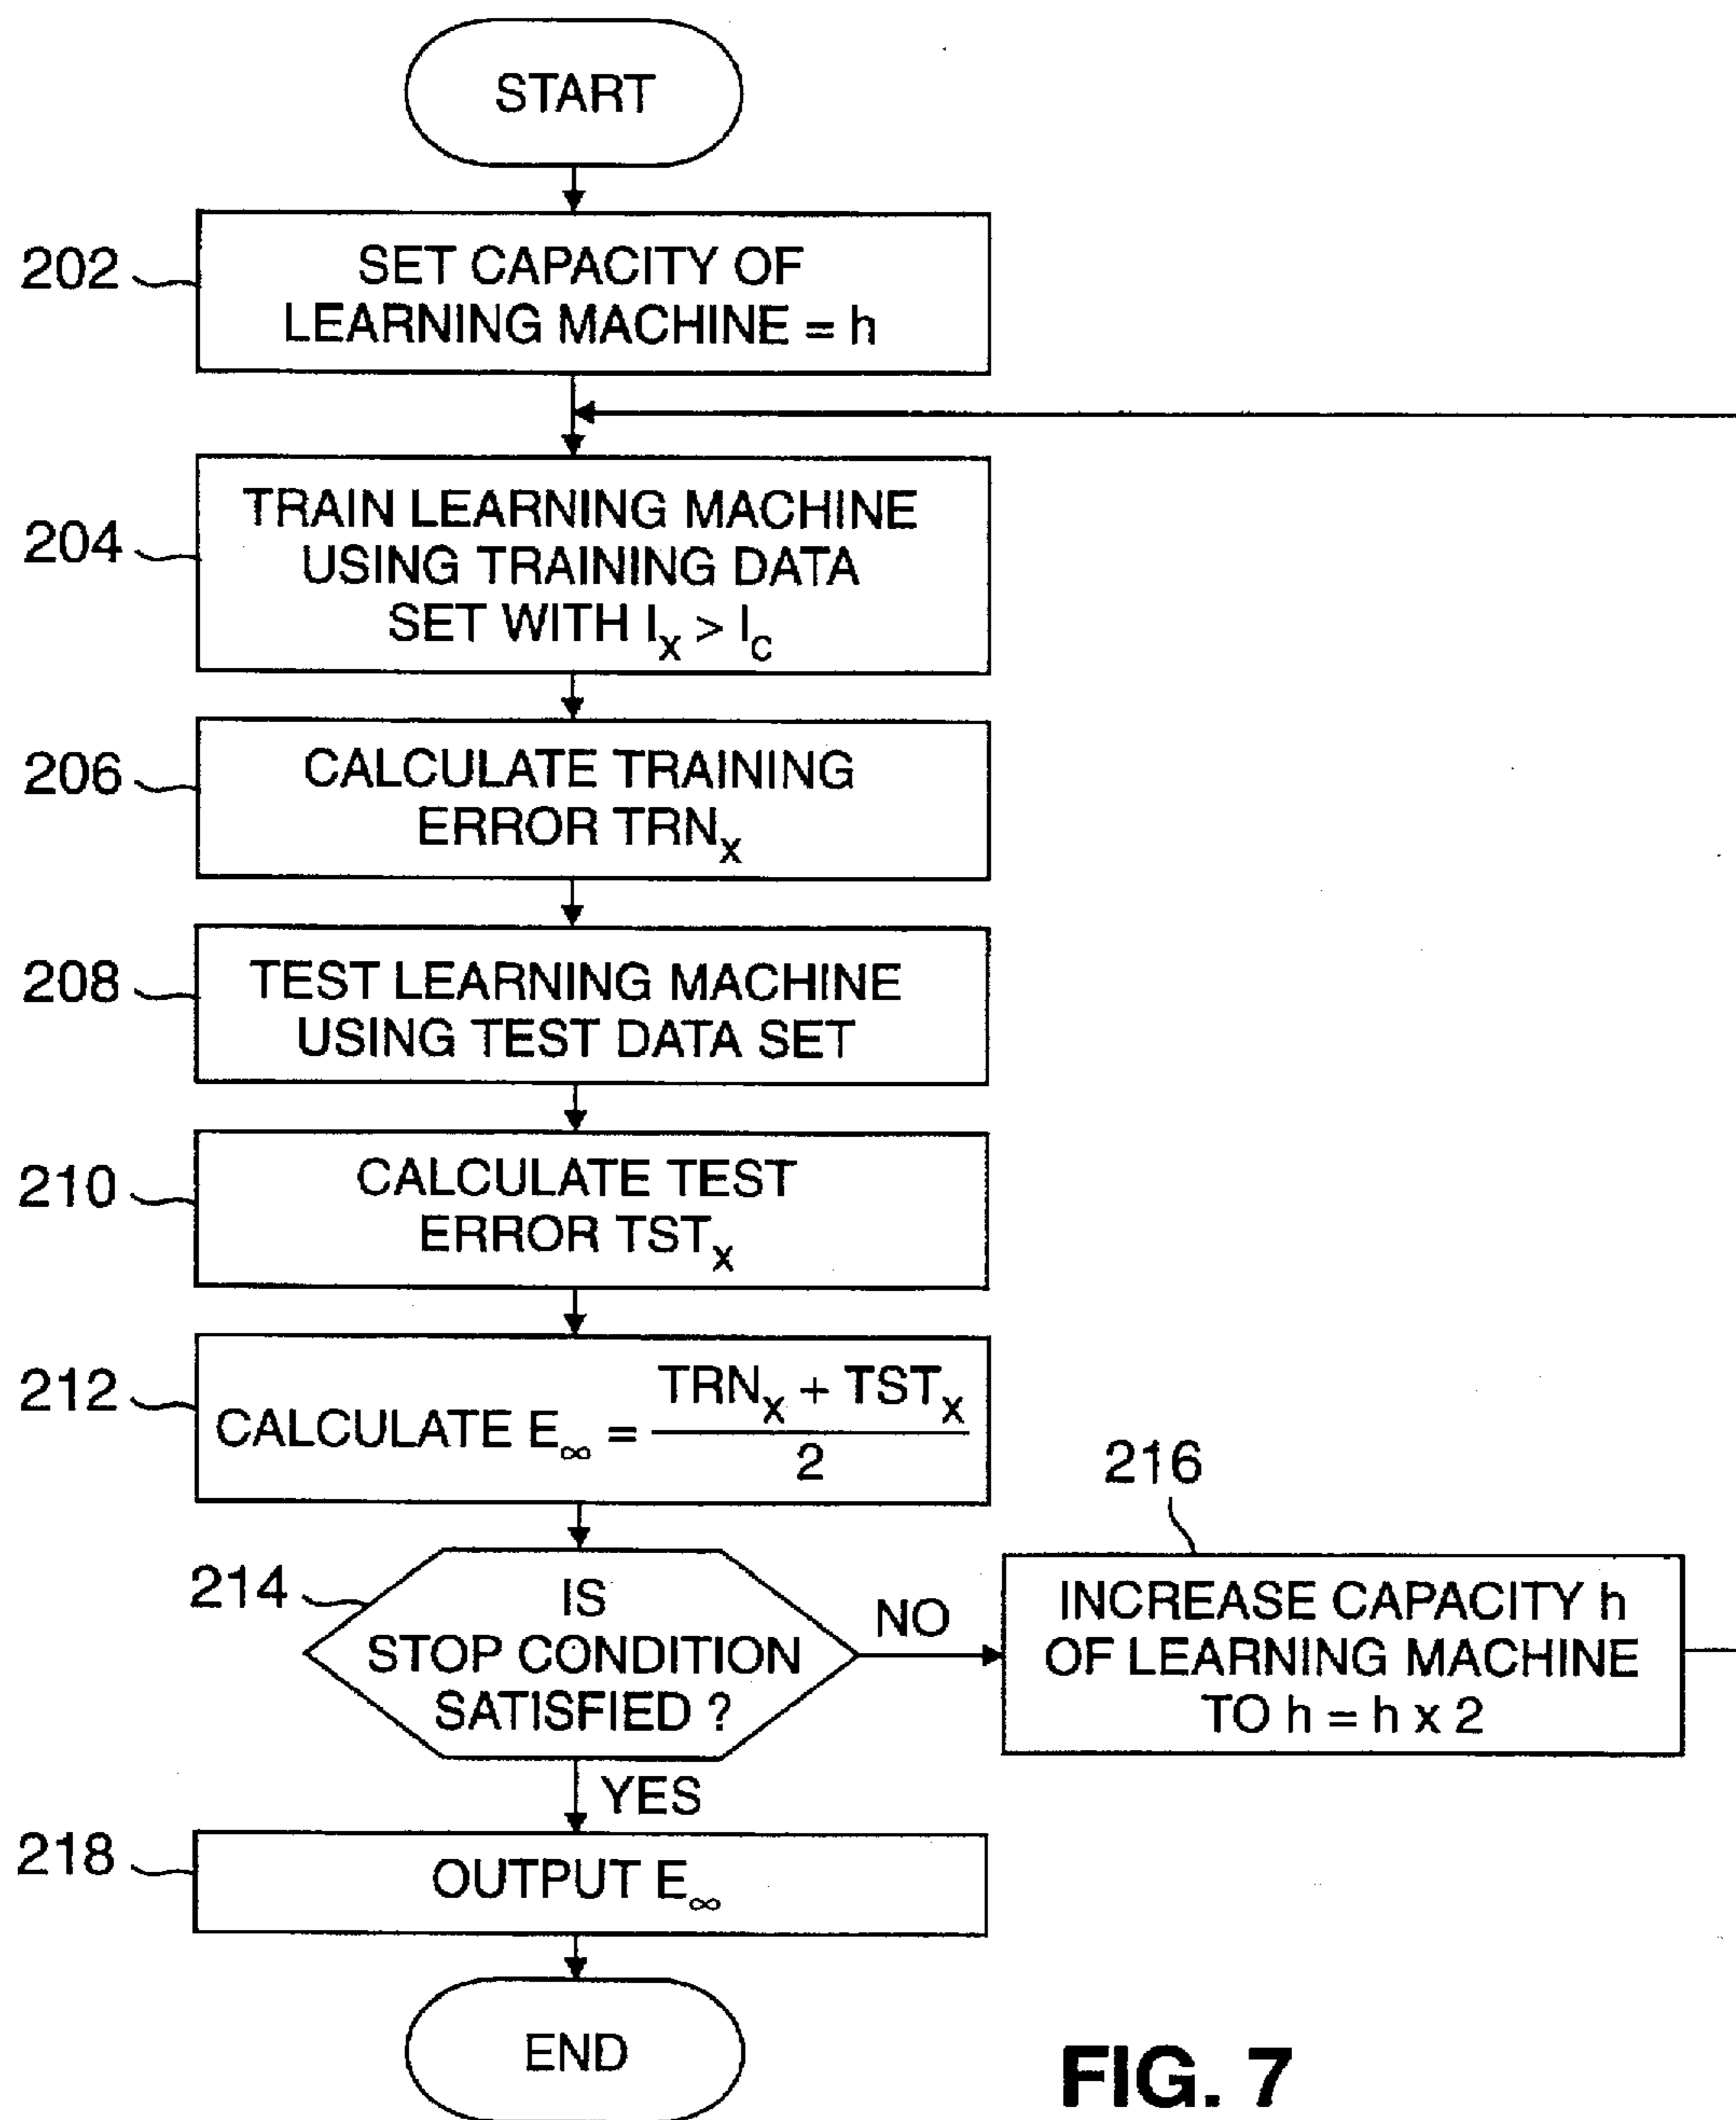 START
202
SET CAPACITY OF
LEARNING MACHINE = h
204
TRAIN LEARNING MACHINE
USING TRAINING DATA
SET WITH lₓ > l_c
206
CALCULATE TRAINING
ERROR TRNₓ
208
TEST LEARNING MACHINE
USING TEST DATA SET
210
CALCULATE TEST
ERROR TSTₓ
212
CALCULATE E∞ = (TRNₓ + TSTₓ) / 2
214
IS
STOP CONDITION
SATISFIED ?
NO
216
INCREASE CAPACITY h
OF LEARNING MACHINE
TO h = h x 2
YES
218
OUTPUT E∞
END
FIG. 7